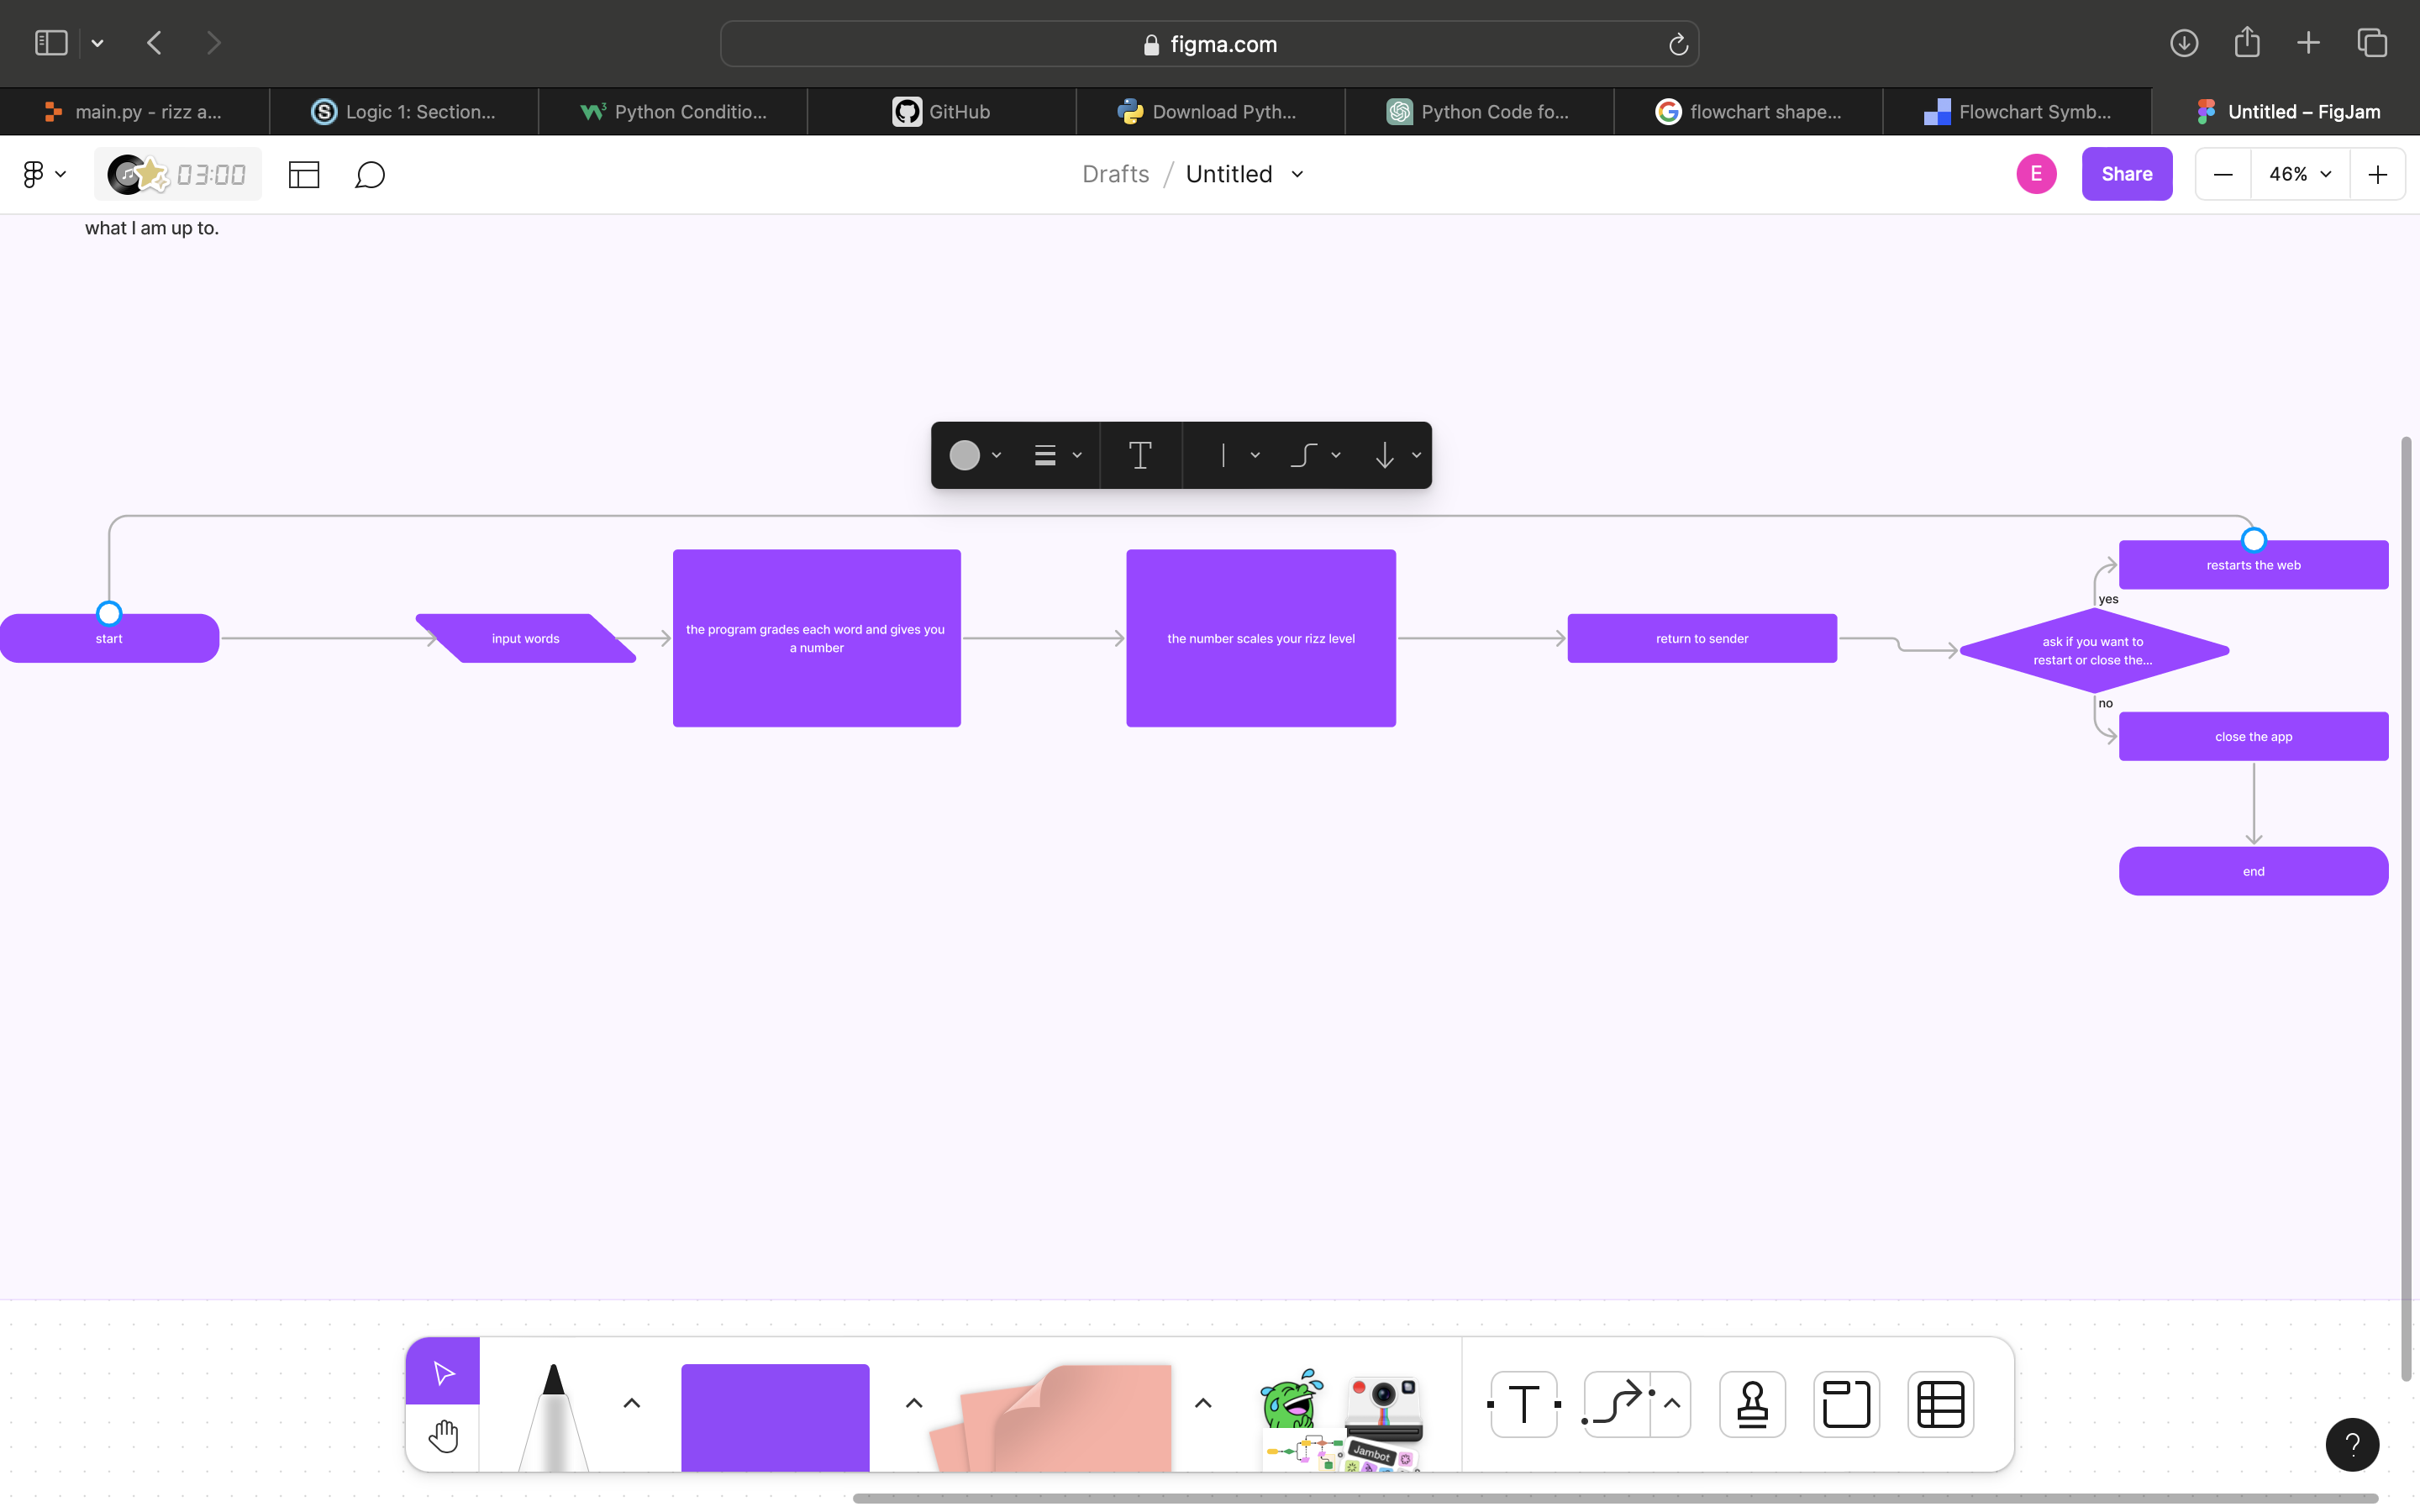 figma.com
main.py - rizz a...
Logic 1: Section...
Python Conditio...
GitHub
Download Pyth...
Python Code fo...
flowchart shape...
Flowchart Symb...
Untitled – FigJam
03:00
Drafts / Untitled
E
Share
46%
what I am up to.
start
input words
the program grades each word and gives you
a number
the number scales your rizz level
return to sender
ask if you want to
restart or close the...
yes
restarts the web
no
close the app
end
Jambot